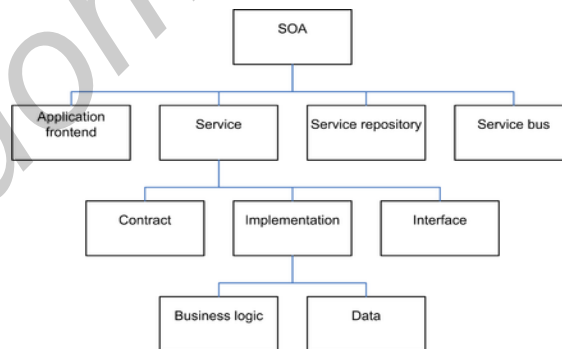 SOA
Application
frontend
Service
Service repository
Service bus
Contract
Implementation
Interface
Business logic
Data